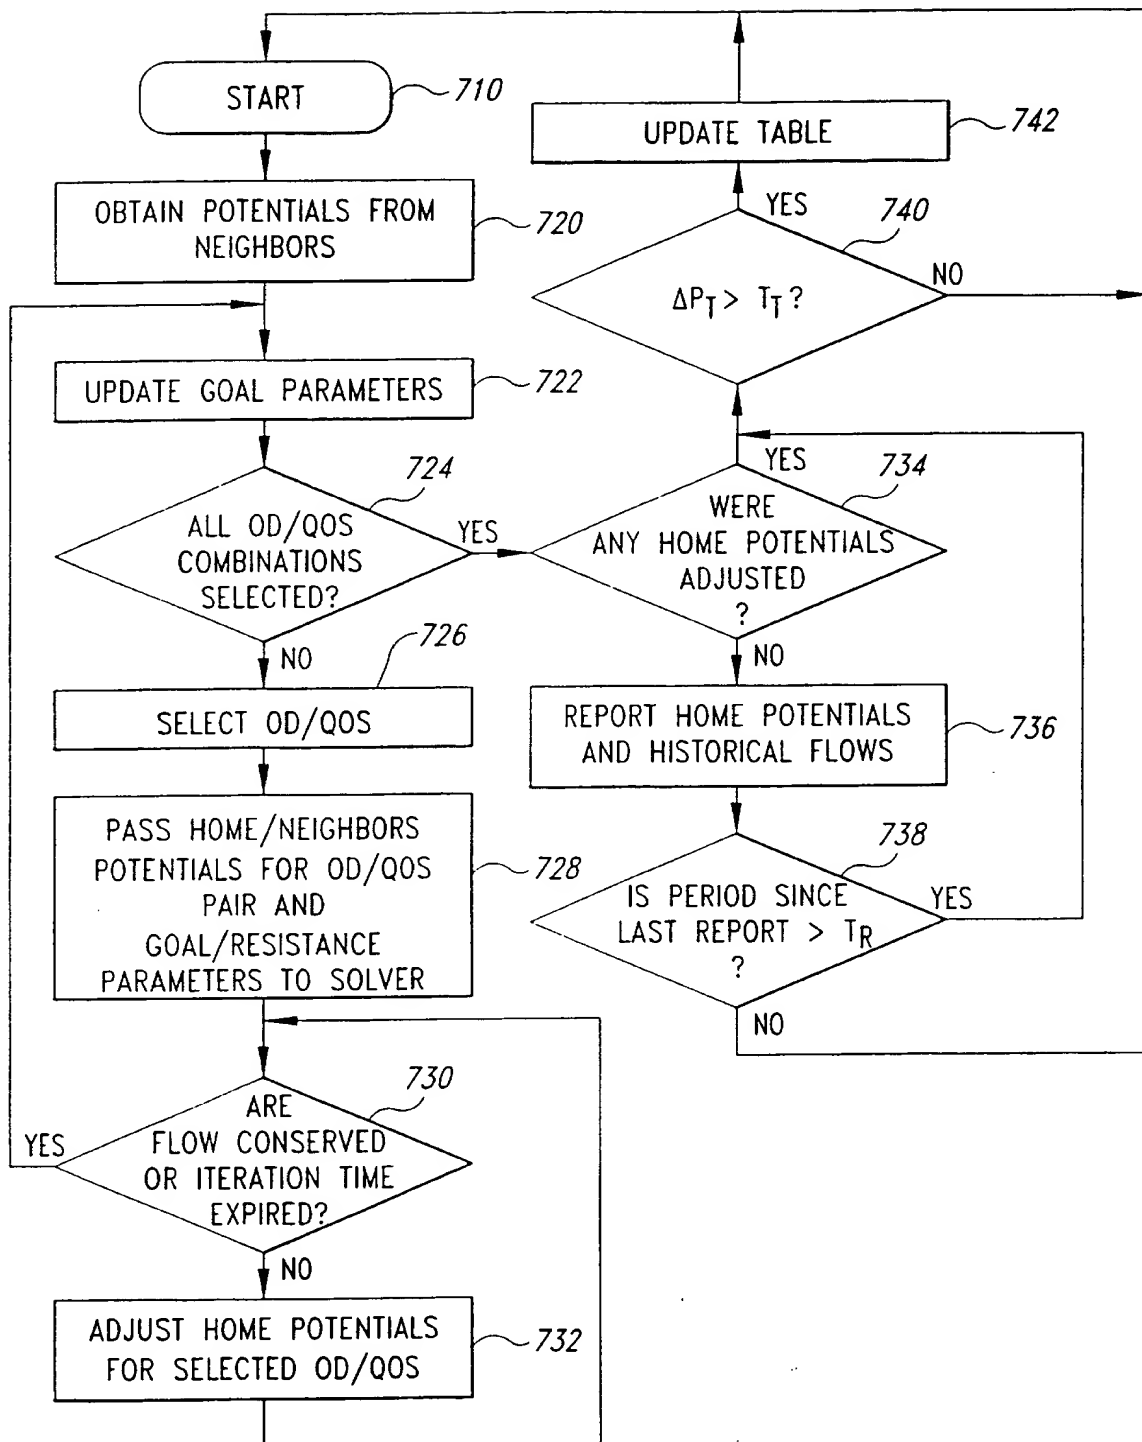 START
710
OBTAIN POTENTIALS FROM
NEIGHBORS
720
UPDATE GOAL PARAMETERS
722
724
ALL OD/QOS
COMBINATIONS
SELECTED?
YES
NO
726
SELECT OD/QOS
PASS HOME/NEIGHBORS
POTENTIALS FOR OD/QOS
PAIR AND
GOAL/RESISTANCE
PARAMETERS TO SOLVER
728
730
ARE
FLOW CONSERVED
OR ITERATION TIME
EXPIRED?
YES
NO
ADJUST HOME POTENTIALS
FOR SELECTED OD/QOS
732
UPDATE TABLE
742
YES
740
ΔPT > TT?
NO
YES
734
WERE
ANY HOME POTENTIALS
ADJUSTED
?
NO
REPORT HOME POTENTIALS
AND HISTORICAL FLOWS
736
738
IS PERIOD SINCE
LAST REPORT > TR
?
YES
NO